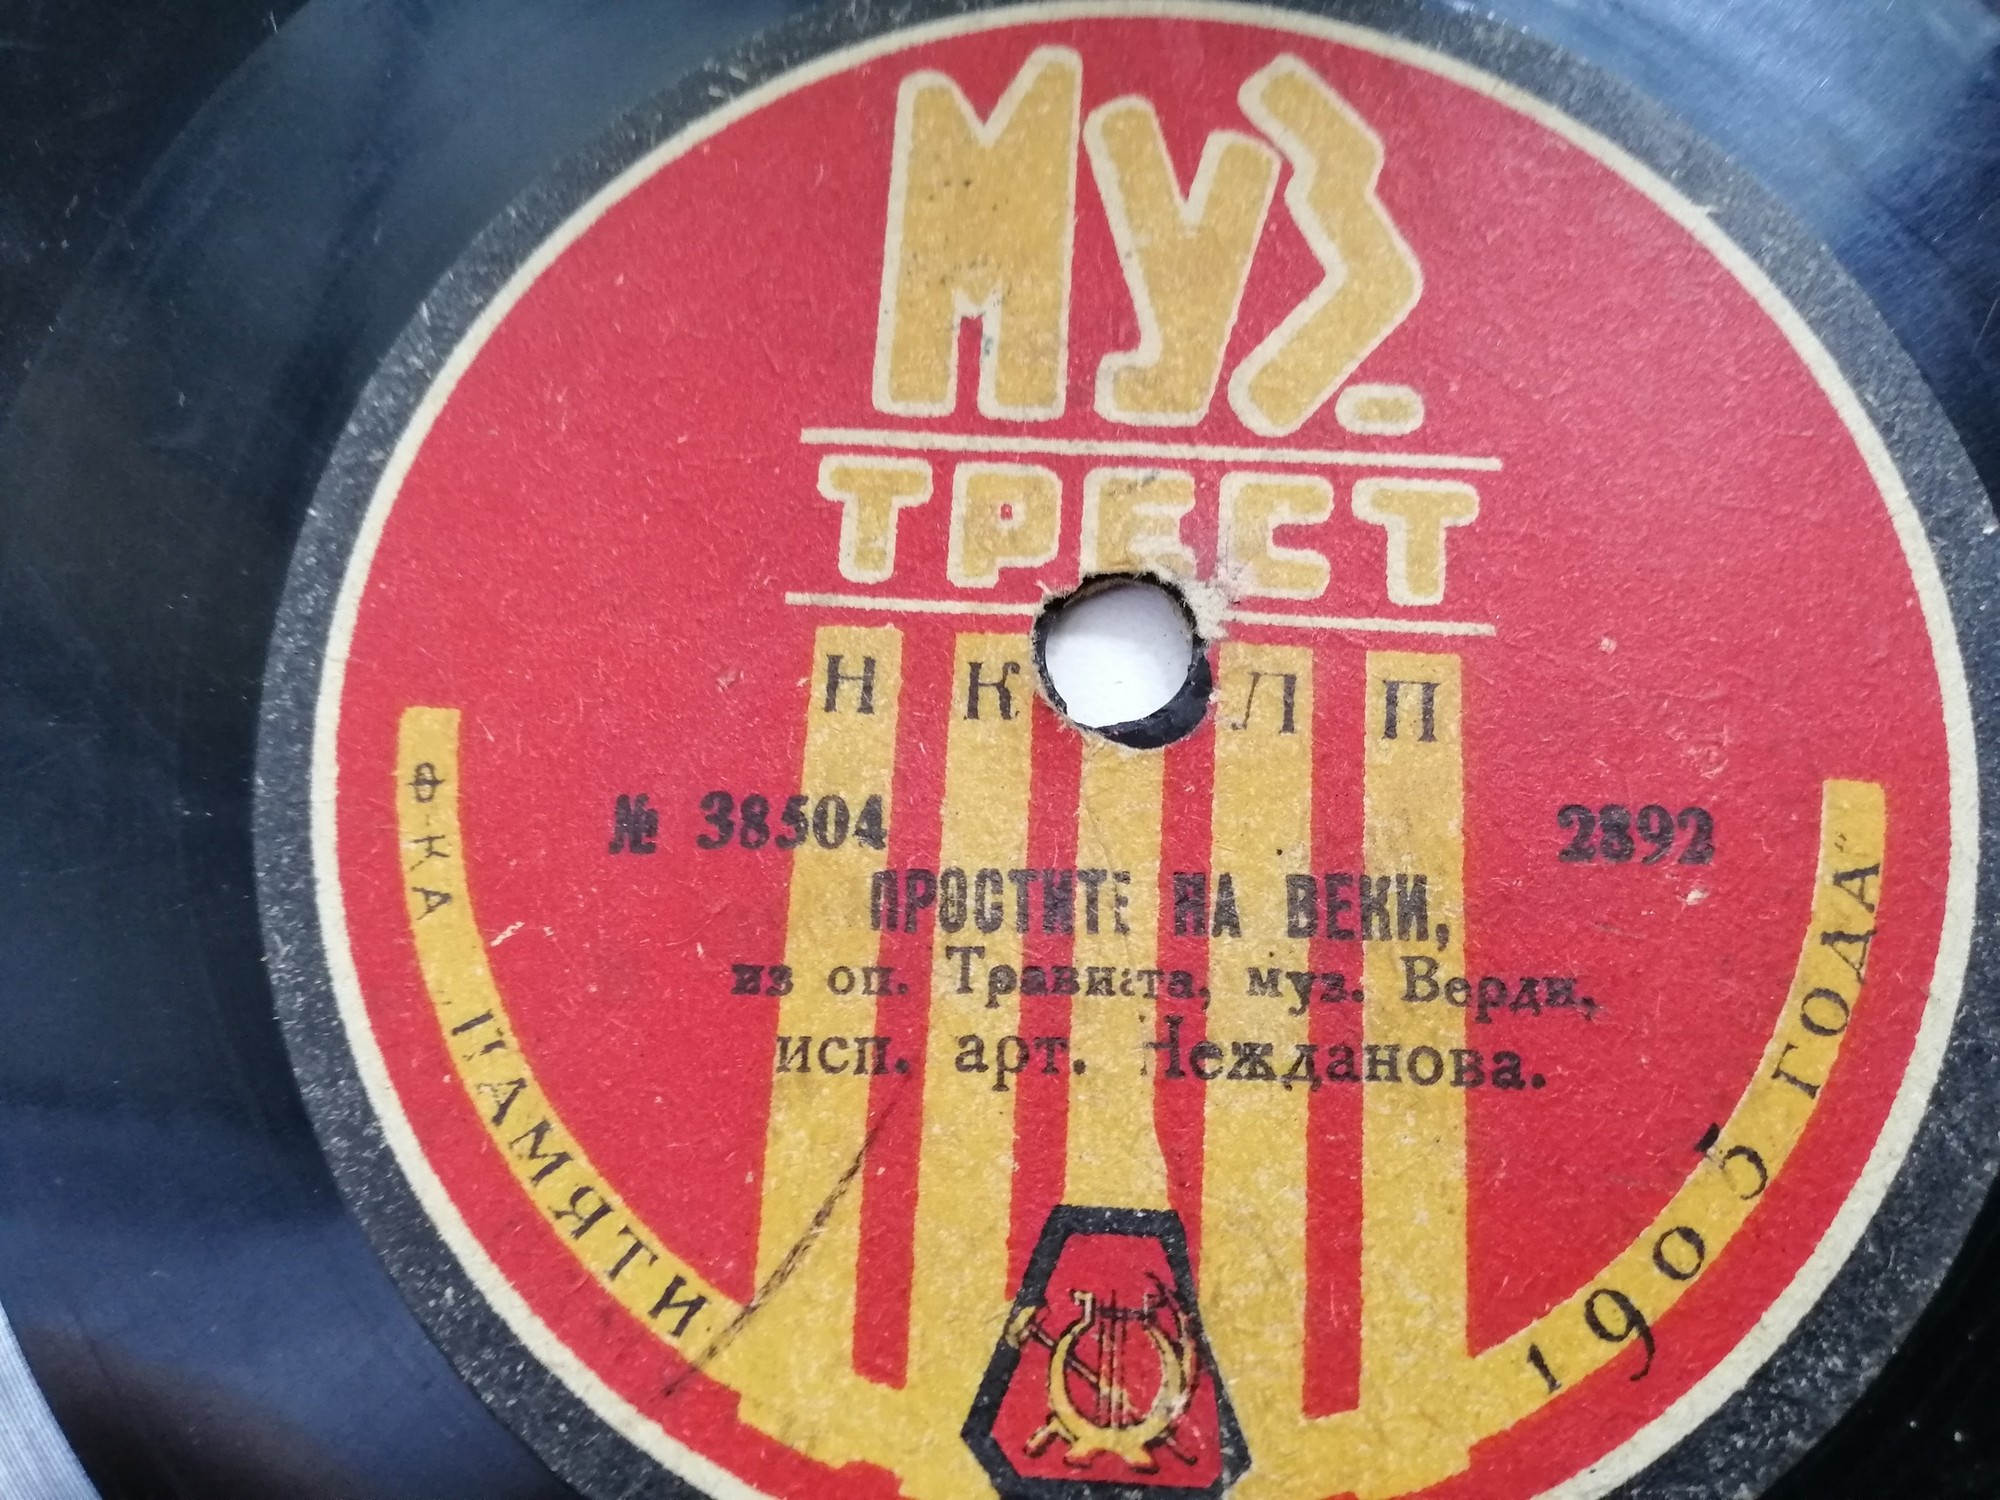 МУЗ.
ТРЕСТ
Н К Л П
№ 38504 2892
ПРОСТИТЕ НА ВЕКИ,
из оп. Травиата, муз. Верди,
исп. арт. Нежданова.
Ф-КА „ПАМЯТИ 1905 ГОДА"